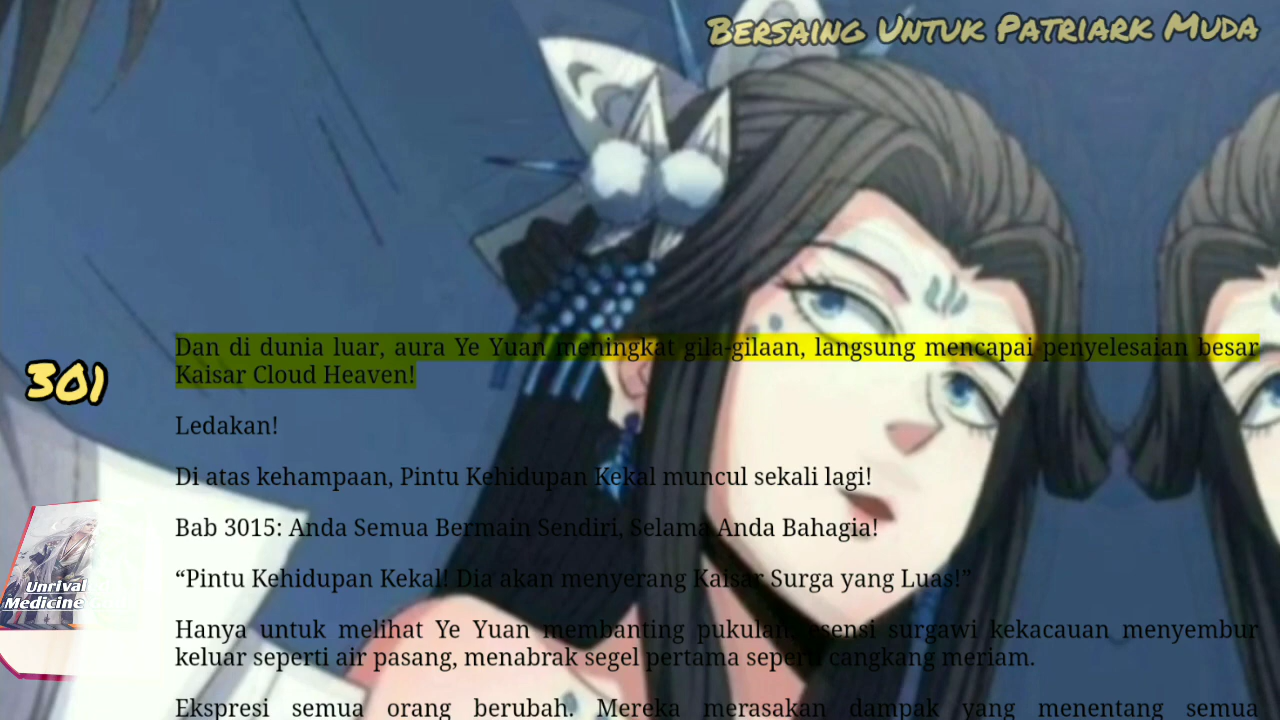 Bersaing Untuk Patriark Muda
Dan di dunia luar, aura Ye Yuan meningkat gila-gilaan, langsung mencapai penyelesaian besar
Kaisar Cloud Heaven!
301
Ledakan!
Di atas kehampaan, Pintu Kehidupan Kekal muncul sekali lagi!
Bab 3015: Anda Semua Bermain Sendiri, Selama Anda Bahagia!
“Pintu Kehidupan Kekal! Dia akan menyerang Kaisar Surga yang Luas!”
Medicine
Hanya untuk melihat Ye Yuan membanting pukulan, esensi surgawi kekacauan menyembur
keluar seperti air pasang, menabrak segel pertama seperti cangkang meriam.
Ekspresi semua orang berubah. Mereka merasakan dampak yang menentang semua